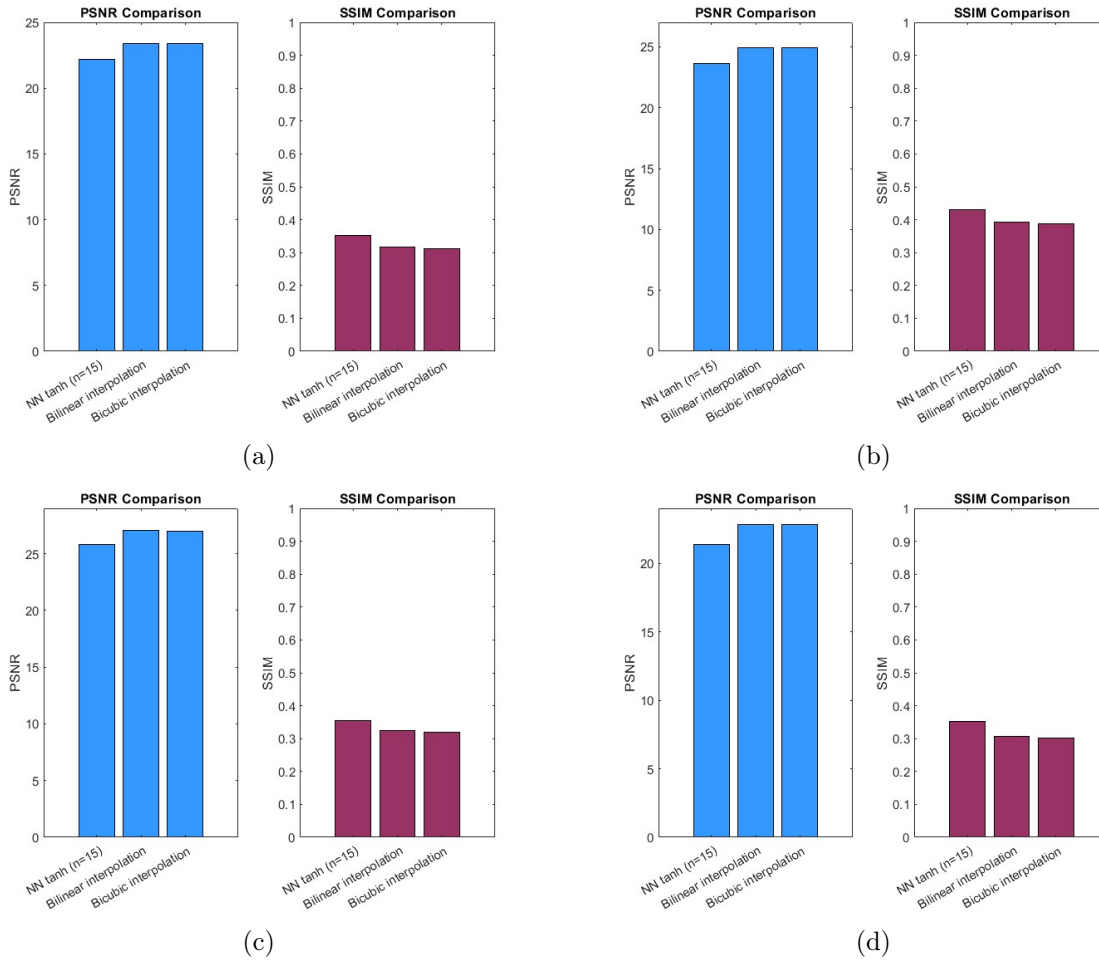 PSNR Comparison
25
20
15
10
5
0
PSNR
NN tanh (n=15)
Bilinear interpolation
Bicubic interpolation
SSIM Comparison
1
0.9
0.8
0.7
0.6
0.5
0.4
0.3
0.2
0.1
0
SSIM
NN tanh (n=15)
Bilinear interpolation
Bicubic interpolation
(a)
PSNR Comparison
25
20
15
10
5
0
PSNR
NN tanh (n=15)
Bilinear interpolation
Bicubic interpolation
SSIM Comparison
1
0.9
0.8
0.7
0.6
0.5
0.4
0.3
0.2
0.1
0
SSIM
NN tanh (n=15)
Bilinear interpolation
Bicubic interpolation
(b)
PSNR Comparison
25
20
15
10
5
0
PSNR
NN tanh (n=15)
Bilinear interpolation
Bicubic interpolation
SSIM Comparison
1
0.9
0.8
0.7
0.6
0.5
0.4
0.3
0.2
0.1
0
SSIM
NN tanh (n=15)
Bilinear interpolation
Bicubic interpolation
(c)
PSNR Comparison
20
15
10
5
0
PSNR
NN tanh (n=15)
Bilinear interpolation
Bicubic interpolation
SSIM Comparison
1
0.9
0.8
0.7
0.6
0.5
0.4
0.3
0.2
0.1
0
SSIM
NN tanh (n=15)
Bilinear interpolation
Bicubic interpolation
(d)